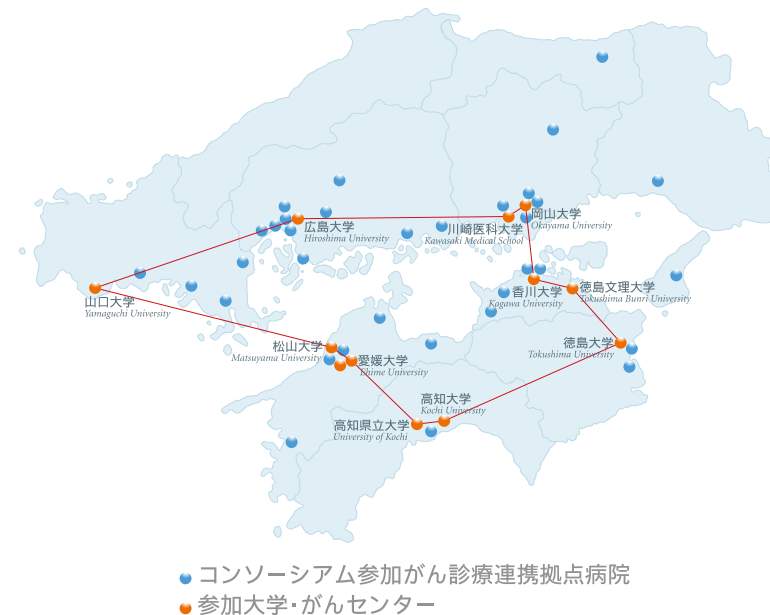 岡山大学
Okayama University
広島大学
Hiroshima University
川崎医科大学
Kawasaki Medical School
徳島文理大学
Tokushima Bunri University
香川大学
Kagawa University
山口大学
Yamaguchi University
松山大学
Matsuyama University
徳島大学
Tokushima University
愛媛大学
Ehime University
高知大学
Kochi University
高知県立大学
University of Kochi
コンソーシアム参加がん診療連携拠点病院
参加大学・がんセンター